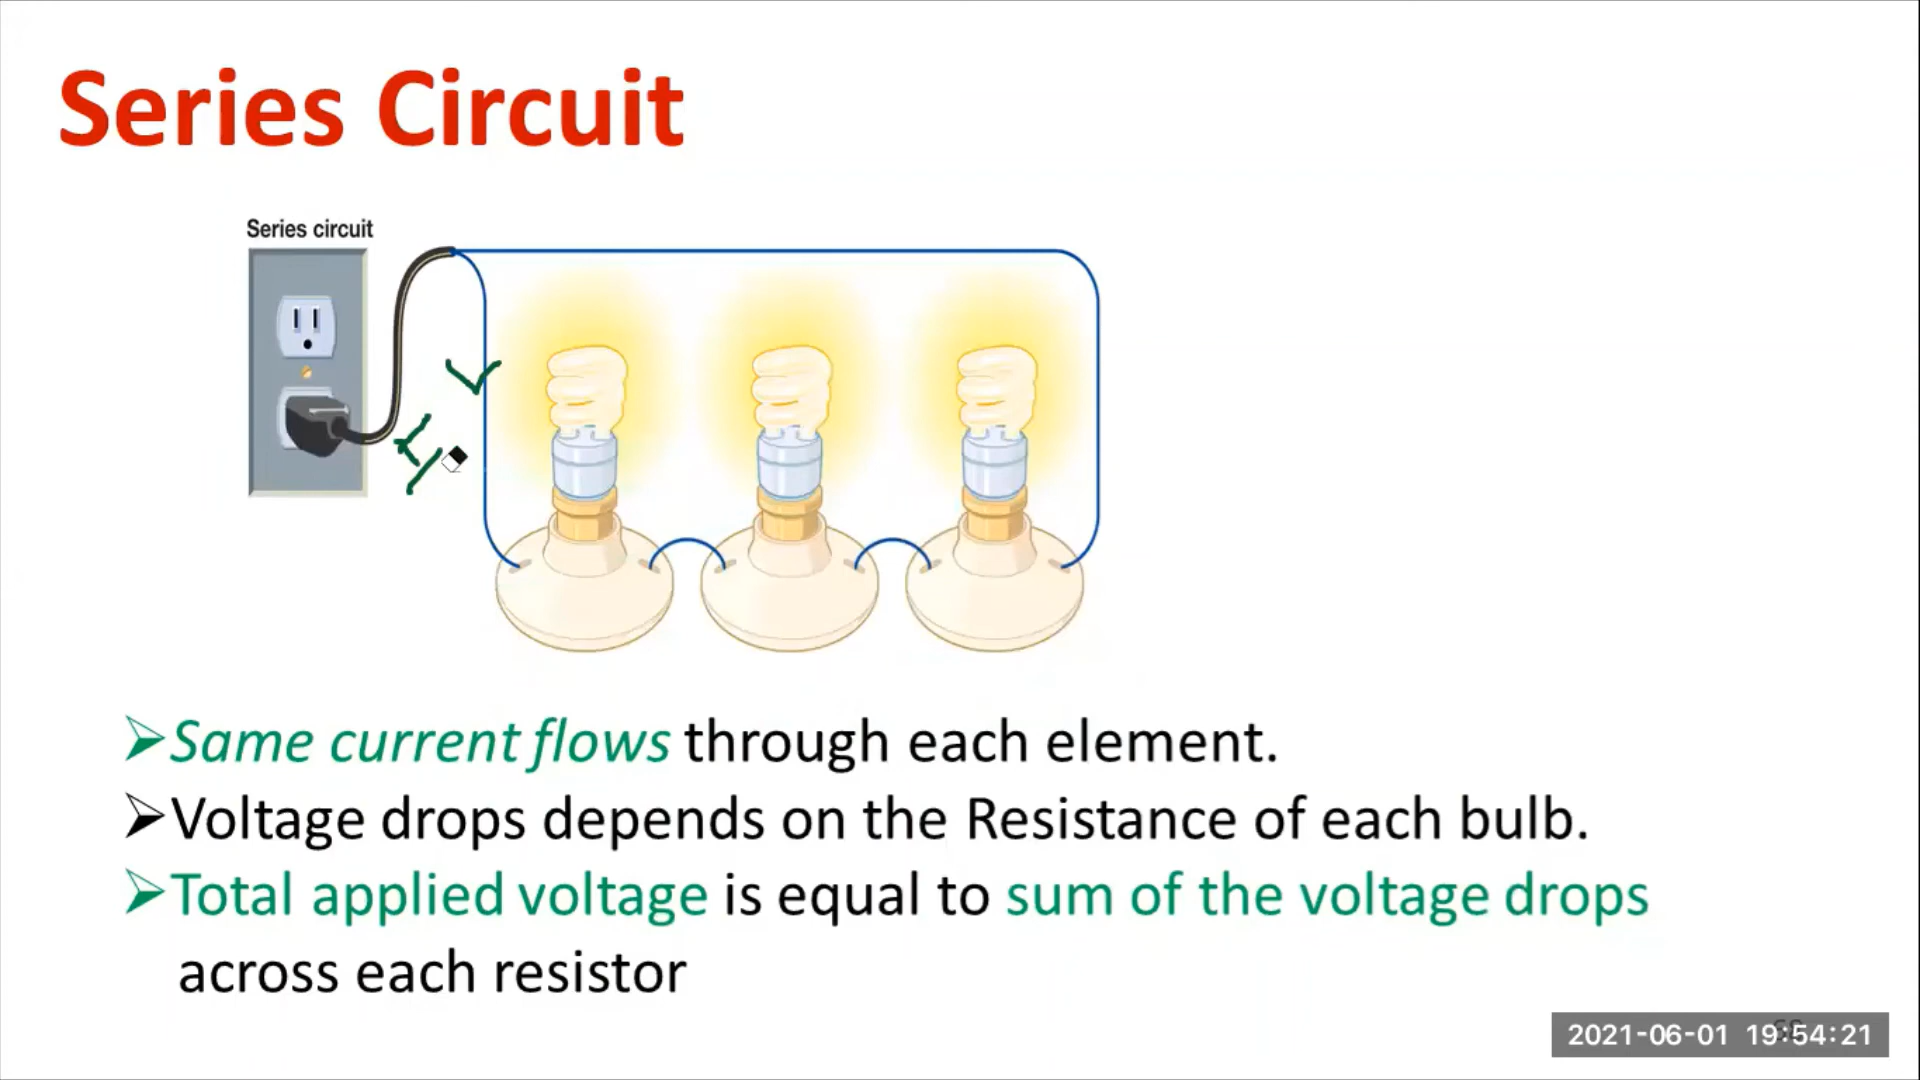 Series Circuit
Series circuit
➢Same current flows through each element.
➢Voltage drops depends on the Resistance of each bulb.
➢Total applied voltage is equal to sum of the voltage drops
across each resistor
2021-06-01 19:54:21